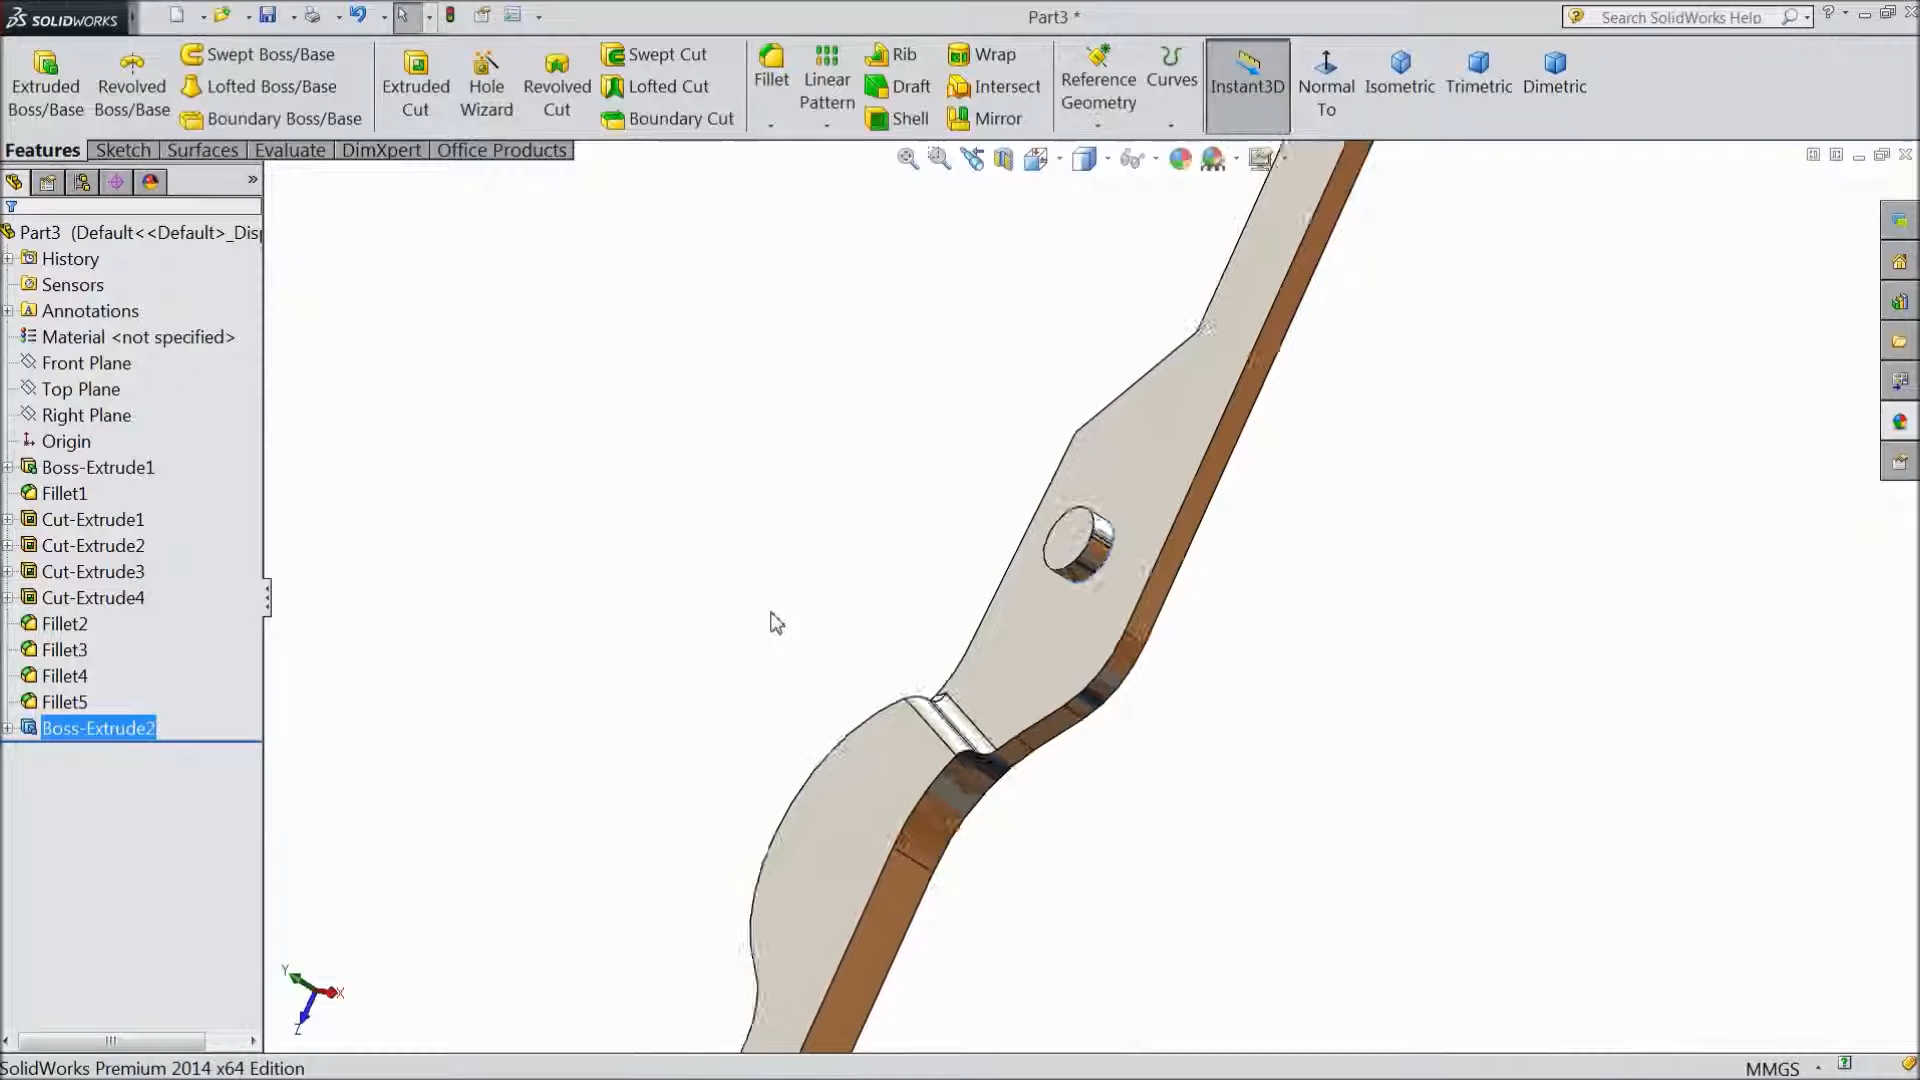 SOLIDWORKS
Part3 *
Search SolidWorks Help
Extruded Boss/Base
Revolved Boss/Base
Swept Boss/Base
Lofted Boss/Base
Boundary Boss/Base
Extruded Cut
Hole Wizard
Revolved Cut
Swept Cut
Lofted Cut
Boundary Cut
Fillet
Linear Pattern
Rib
Draft
Shell
Wrap
Intersect
Mirror
Reference Geometry
Curves
Instant3D
Normal To
Isometric
Trimetric
Dimetric
Features
Sketch
Surfaces
Evaluate
DimXpert
Office Products
Part3 (Default<<Default>_Disp
History
Sensors
Annotations
Material <not specified>
Front Plane
Top Plane
Right Plane
Origin
Boss-Extrude1
Fillet1
Cut-Extrude1
Cut-Extrude2
Cut-Extrude3
Cut-Extrude4
Fillet2
Fillet3
Fillet4
Fillet5
Boss-Extrude2
Y
X
Z
SolidWorks Premium 2014 x64 Edition
MMGS